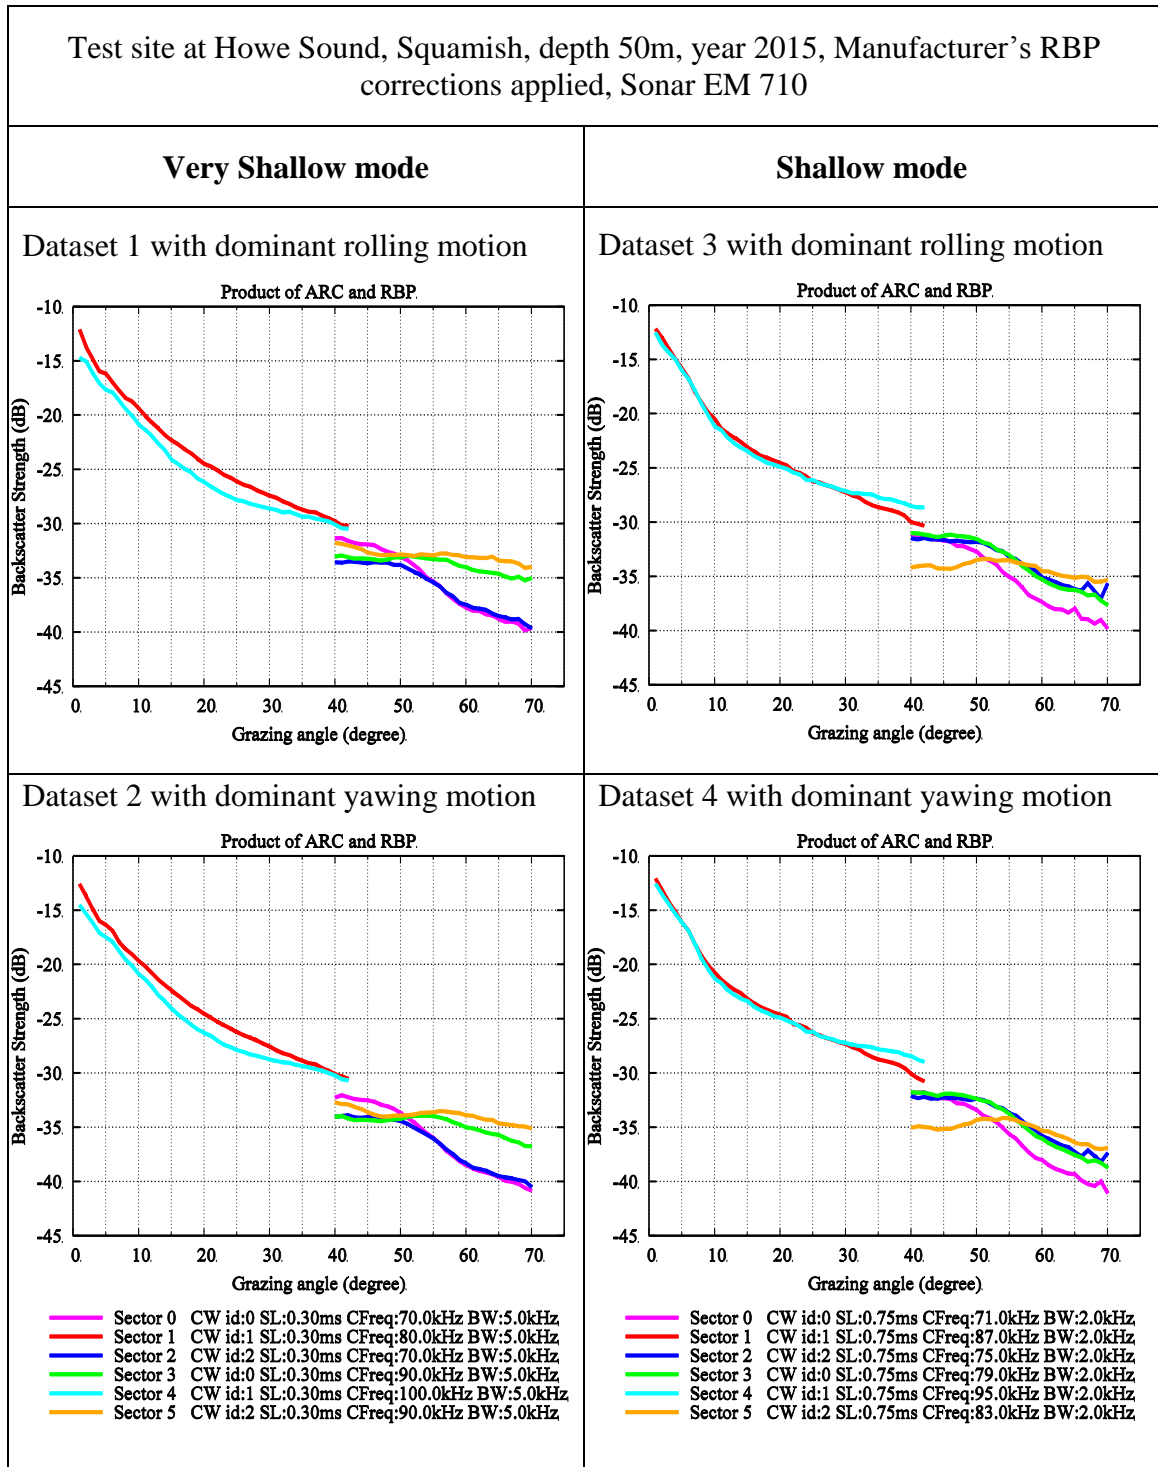 Test site at Howe Sound, Squamish, depth 50m, year 2015, Manufacturer's RBP
corrections applied, Sonar EM 710
Very Shallow mode
Shallow mode
Dataset 1 with dominant rolling motion
Product of ARC and RBP.
Backscatter Strength (dB)
-10.
-15.
-20.
-25.
-30.
-35.
-40.
-45.
0. 10. 20. 30. 40. 50. 60. 70.
Grazing angle (degree).
Dataset 3 with dominant rolling motion
Product of ARC and RBP.
Backscatter Strength (dB)
-10.
-15.
-20.
-25.
-30.
-35.
-40.
-45.
0. 10. 20. 30. 40. 50. 60. 70.
Grazing angle (degree).
Dataset 2 with dominant yawing motion
Product of ARC and RBP.
Backscatter Strength (dB)
-10.
-15.
-20.
-25.
-30.
-35.
-40.
-45.
0. 10. 20. 30. 40. 50. 60. 70.
Grazing angle (degree).
Sector 0 CW id:0 SL:0.30ms CFreq:70.0kHz BW:5.0kHz.
Sector 1 CW id:1 SL:0.30ms CFreq:80.0kHz BW:5.0kHz.
Sector 2 CW id:2 SL:0.30ms CFreq:70.0kHz BW:5.0kHz.
Sector 3 CW id:0 SL:0.30ms CFreq:90.0kHz BW:5.0kHz.
Sector 4 CW id:1 SL:0.30ms CFreq:100.0kHz BW:5.0kHz.
Sector 5 CW id:2 SL:0.30ms CFreq:90.0kHz BW:5.0kHz.
Dataset 4 with dominant yawing motion
Product of ARC and RBP.
Backscatter Strength (dB)
-10.
-15.
-20.
-25.
-30.
-35.
-40.
-45.
0. 10. 20. 30. 40. 50. 60. 70.
Grazing angle (degree).
Sector 0 CW id:0 SL:0.75ms CFreq:71.0kHz BW:2.0kHz.
Sector 1 CW id:1 SL:0.75ms CFreq:87.0kHz BW:2.0kHz.
Sector 2 CW id:2 SL:0.75ms CFreq:75.0kHz BW:2.0kHz.
Sector 3 CW id:0 SL:0.75ms CFreq:79.0kHz BW:2.0kHz.
Sector 4 CW id:1 SL:0.75ms CFreq:95.0kHz BW:2.0kHz.
Sector 5 CW id:2 SL:0.75ms CFreq:83.0kHz BW:2.0kHz.